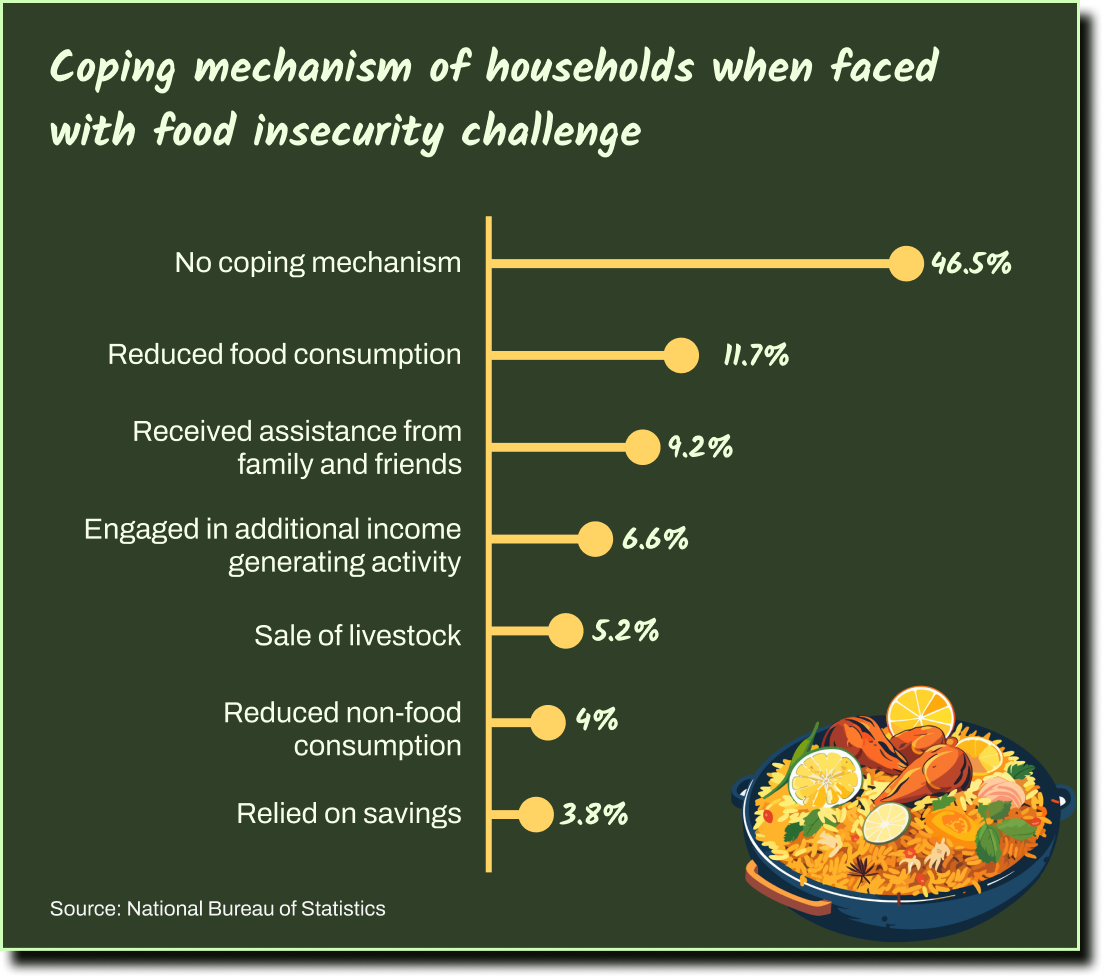 Coping mechanism of households when faced
with food insecurity challenge
No coping mechanism
46.5%
Reduced food consumption
11.7%
Received assistance from
family and friends
9.2%
Engaged in additional income
generating activity
6.6%
Sale of livestock
5.2%
Reduced non-food
consumption
4%
Relied on savings
3.8%
Source: National Bureau of Statistics